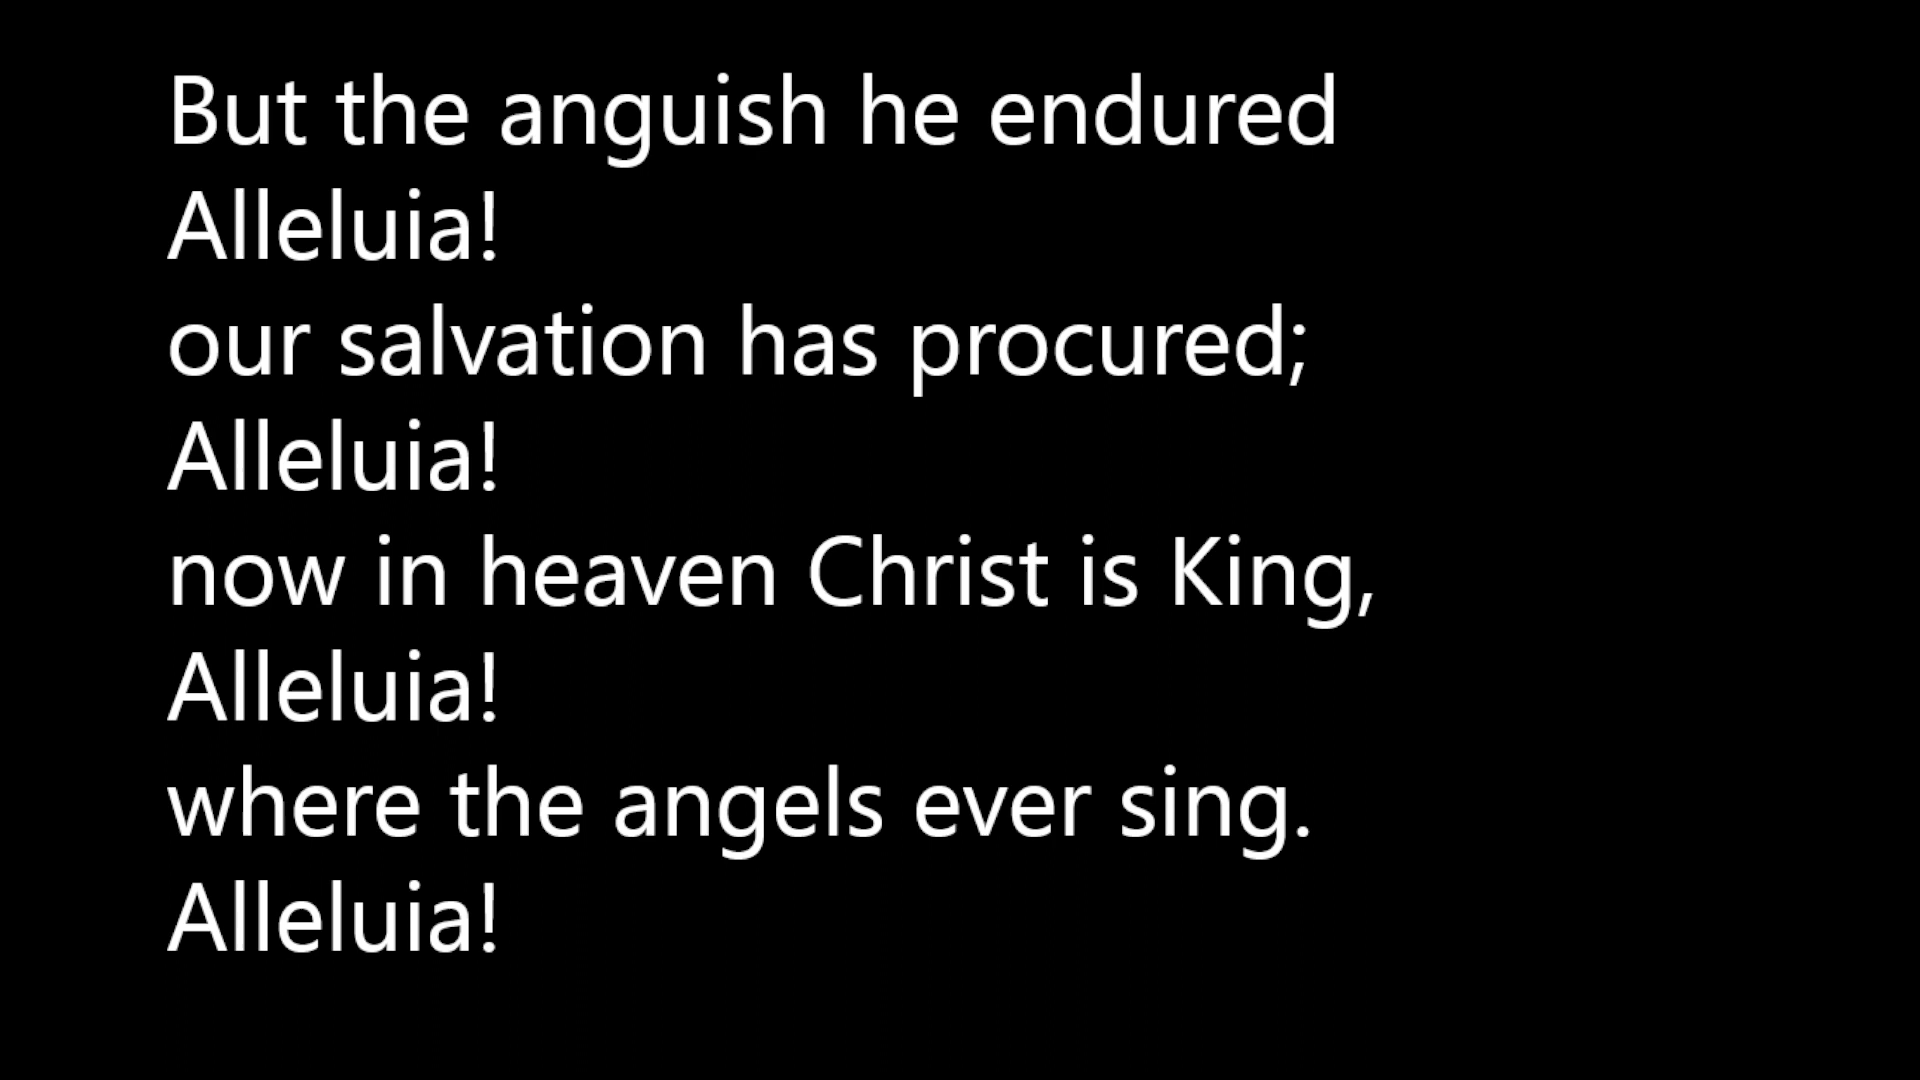 But the anguish he endured
Alleluia!
our salvation has procured;
Alleluia!
now in heaven Christ is King,
Alleluia!
where the angels ever sing.
Alleluia!